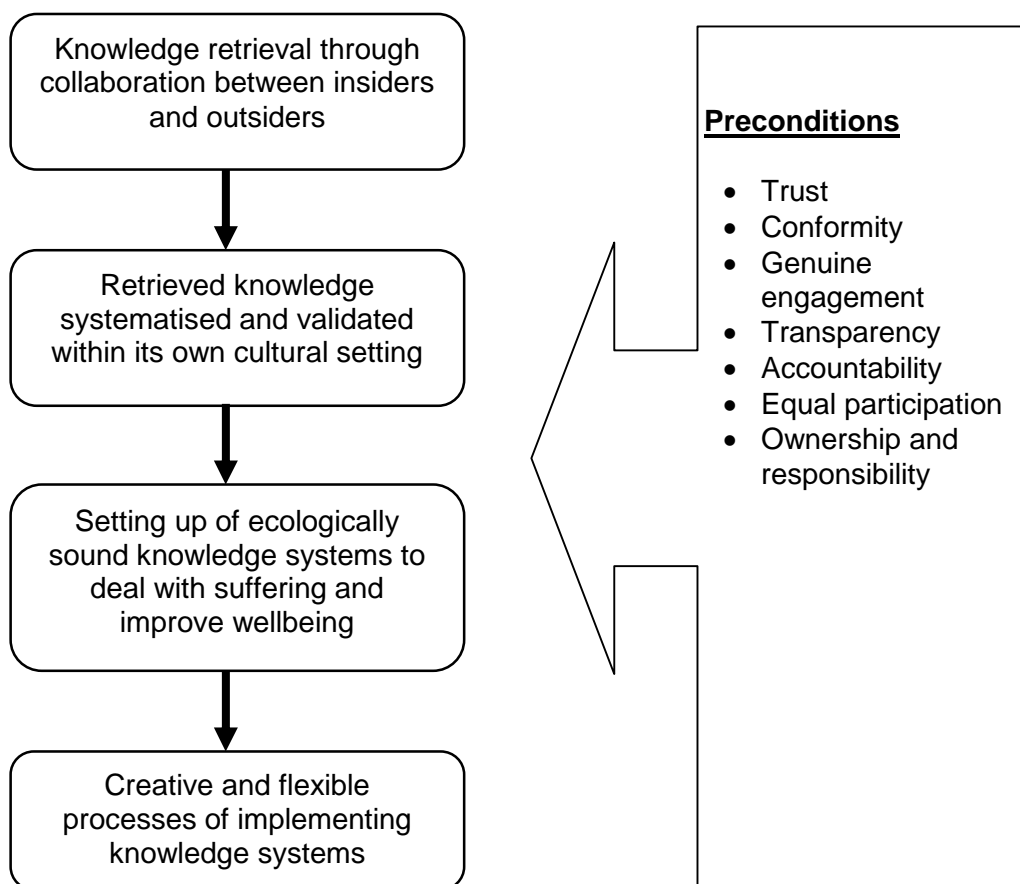 Knowledge retrieval through
collaboration between insiders
and outsiders
Retrieved knowledge
systematised and validated
within its own cultural setting
Setting up of ecologically
sound knowledge systems to
deal with suffering and
improve wellbeing
Creative and flexible
processes of implementing
knowledge systems
Preconditions
• Trust
• Conformity
• Genuine
engagement
• Transparency
• Accountability
• Equal participation
• Ownership and
responsibility